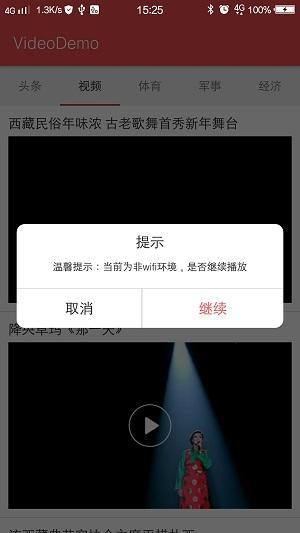 4G 1.3K/s 15:25 4G 100%
VideoDemo
头条 视频 体育 军事 经济
西藏民俗年味浓 古老歌舞首秀新年舞台
提示
温馨提示：当前为非wifi环境，是否继续播放
取消 继续
降央卓玛《那一天》